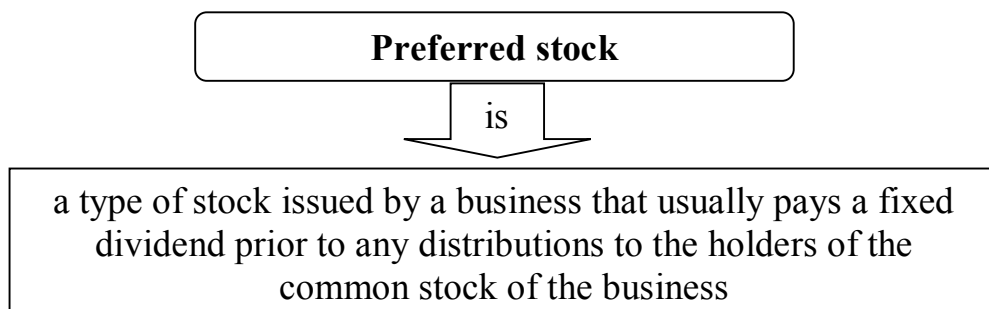 Preferred stock
is
a type of stock issued by a business that usually pays a fixed
dividend prior to any distributions to the holders of the
common stock of the business